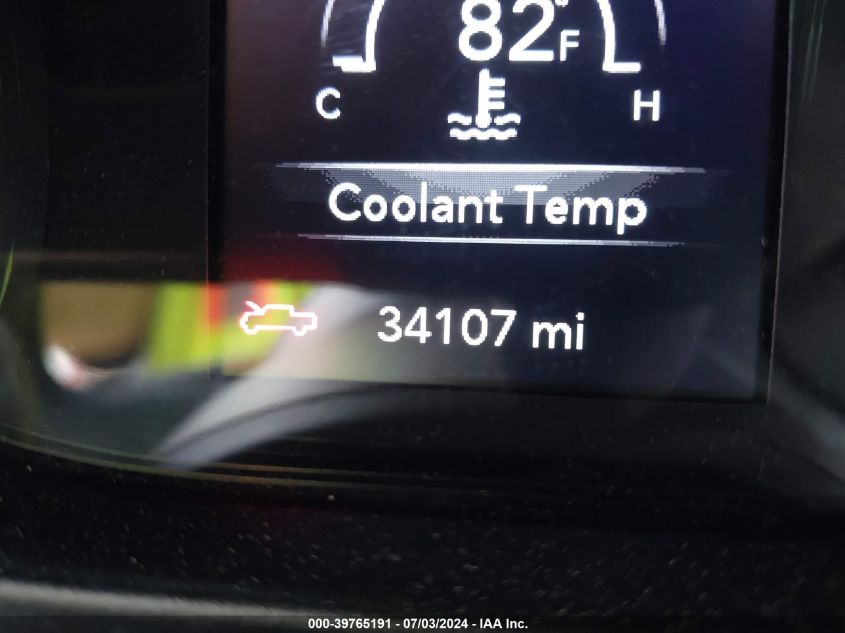 82°F
C H
Coolant Temp
34107 mi
000-39765191 - 07/03/2024 - IAA Inc.